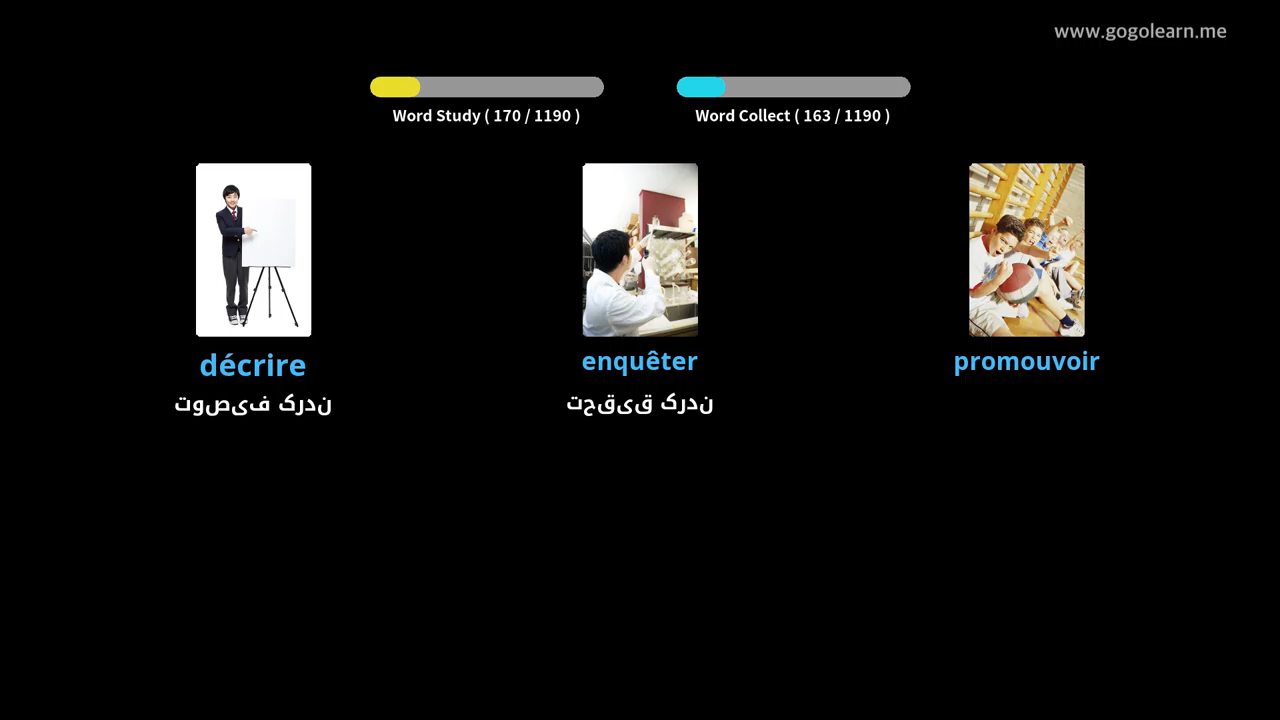 www.gogolearn.me
Word Study ( 170 / 1190 )
Word Collect ( 163 / 1190 )
décrire
enquêter
promouvoir
توصیف کردن
تحقیق کردن